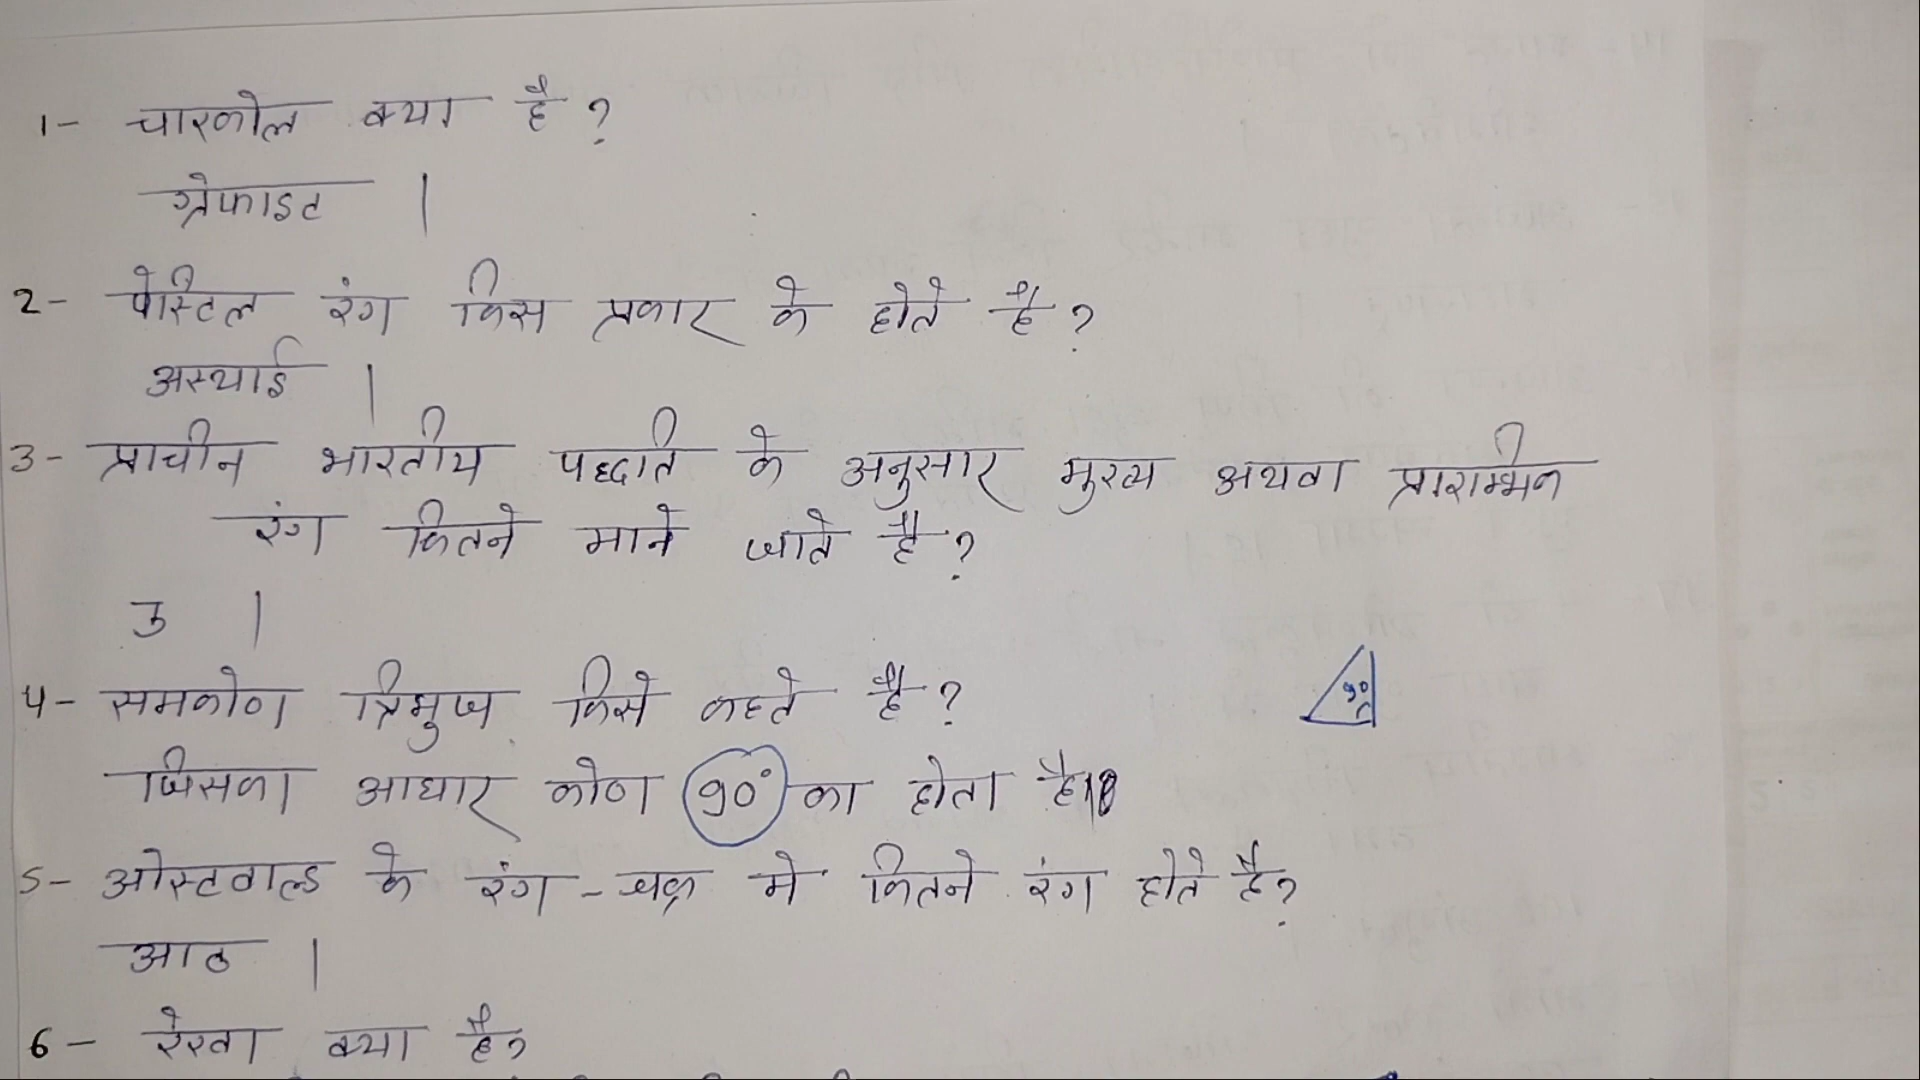 1- चारकोल क्या है ?
ग्रेफाइट |
2- पेस्टिल रंग किस प्रकार के होते है ?
अस्थाई |
3- प्राचीन भारतीय पद्धति के अनुसार मुख्य अथवा प्रारम्भिक
रंग कितने माने जाते है ?
3 |
4- समकोण त्रिभुज किसे कहते है ?
90
जिसका आधार कोण 90° का होता है।
5- ओस्टवाल्ड के रंग - चक्र मे कितने रंग होते है ?
आठ |
6- रेखा क्या है ?